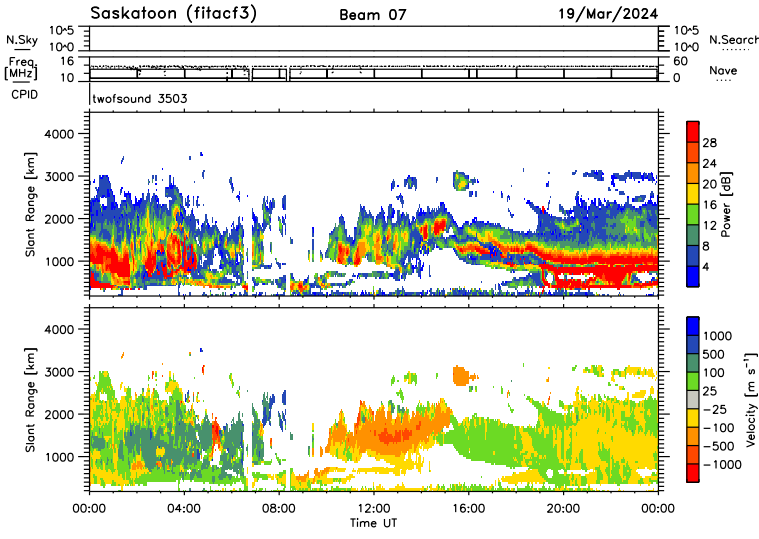 Saskatoon (fitacf3)
Beam 07
19/Mar/2024
N.Sky
10^5
10^0
10^5
10^0
N.Search
Freq.
[MHz]
16
10
60
0
Nave
CPID
twofsound 3503
Slant Range [km]
4000
3000
2000
1000
28
24
20
16
12
8
4
Power [dB]
Slant Range [km]
4000
3000
2000
1000
1000
500
100
25
−25
−100
−500
−1000
Velocity [m s⁻¹]
00:00
04:00
08:00
12:00
16:00
20:00
00:00
Time UT